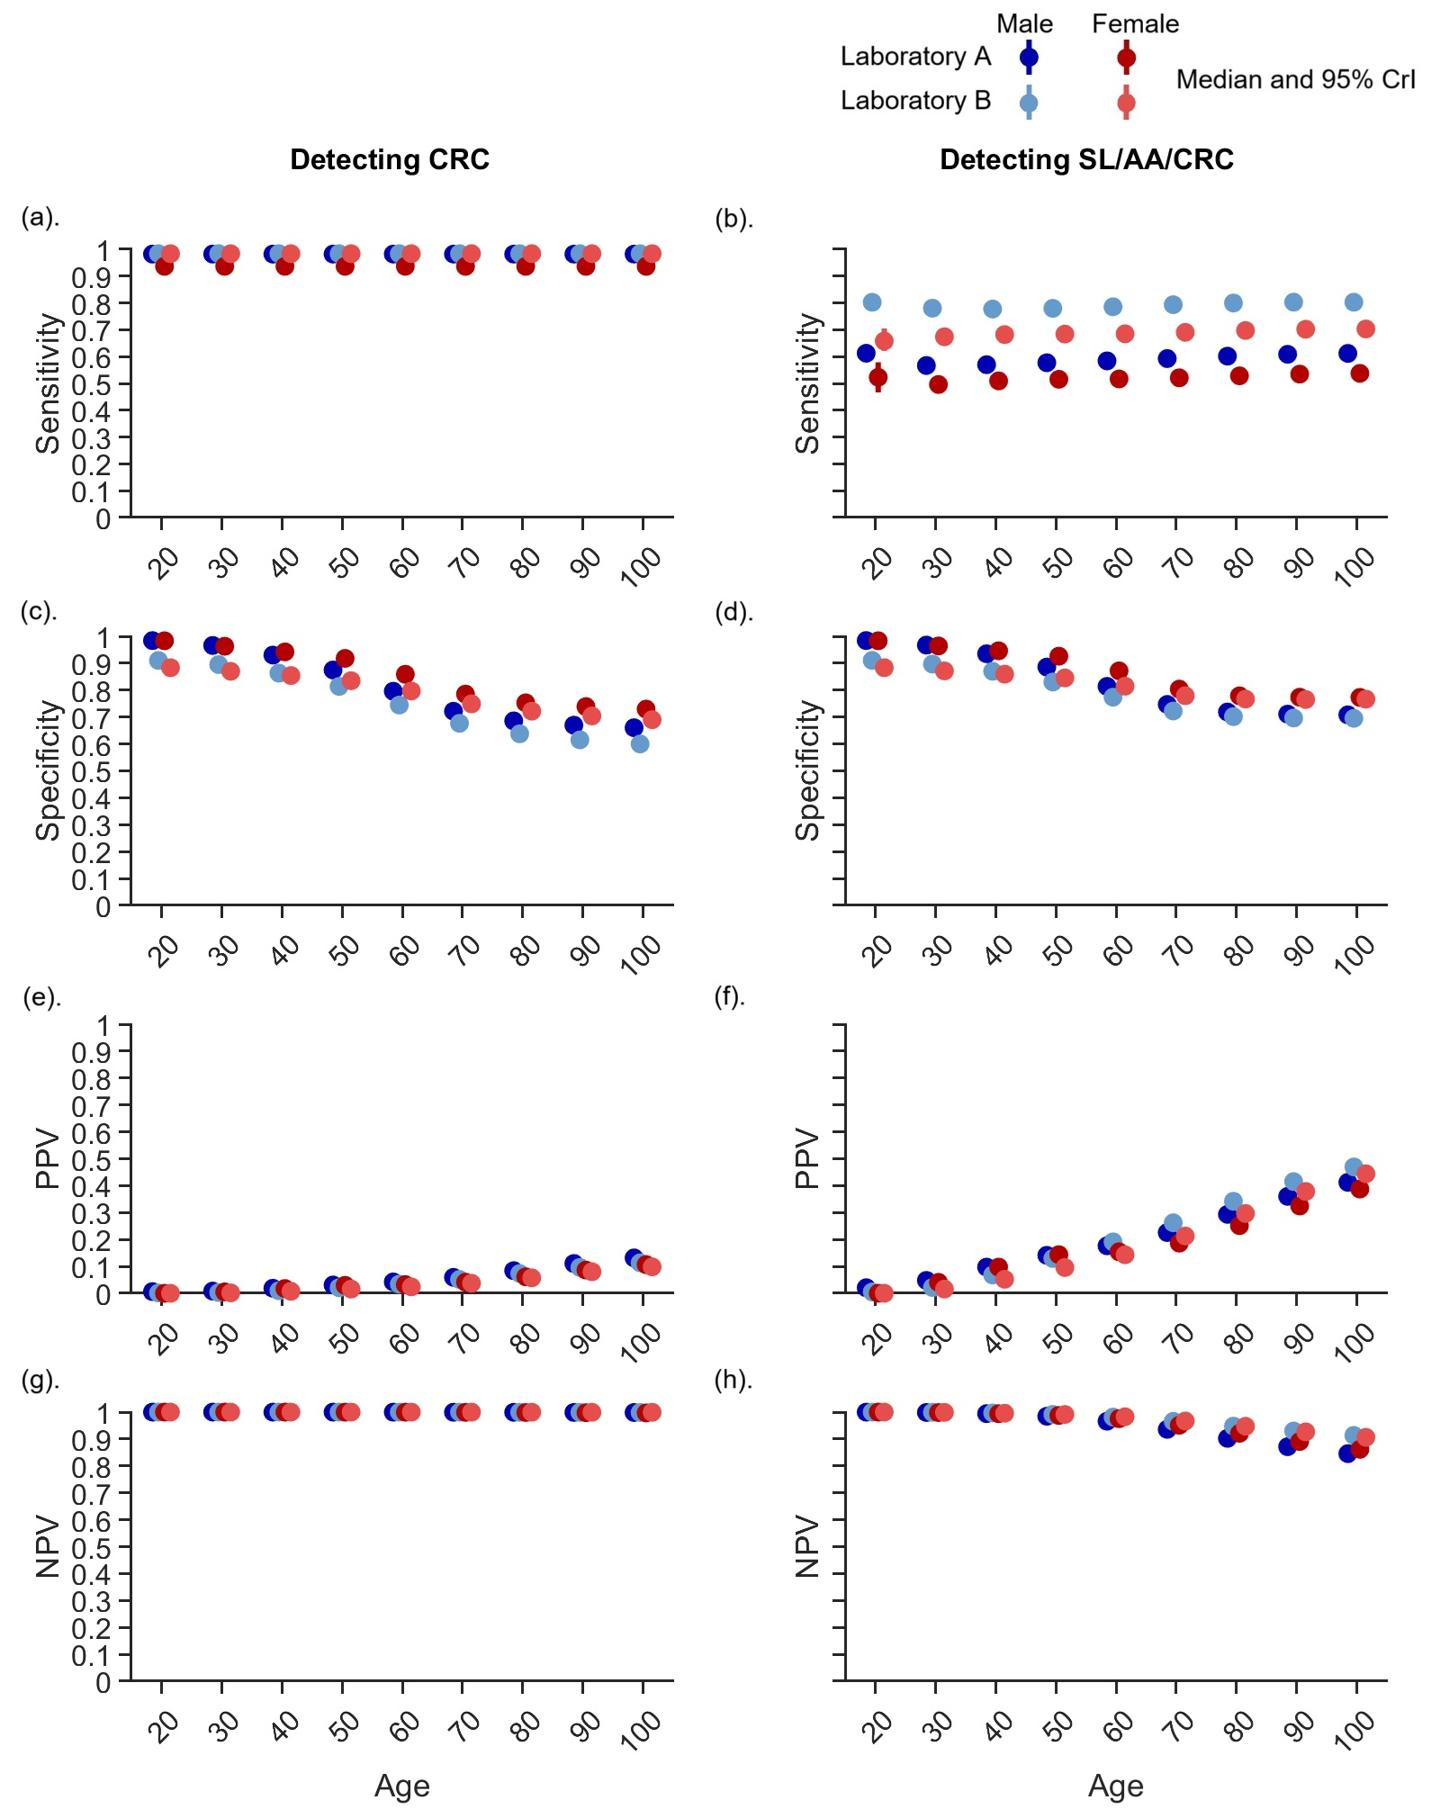 Male Female
Laboratory A
Median and 95% CrI
Laboratory B
Detecting CRC
Detecting SL/AA/CRC
(a).
1
0.9
0.8
0.7
0.6
0.5
0.4
0.3
0.2
0.1
0
Sensitivity
20 30 40 50 60 70 80 90 100
(b).
Sensitivity
20 30 40 50 60 70 80 90 100
(c).
1
0.9
0.8
0.7
0.6
0.5
0.4
0.3
0.2
0.1
0
Specificity
20 30 40 50 60 70 80 90 100
(d).
Specificity
20 30 40 50 60 70 80 90 100
(e).
1
0.9
0.8
0.7
0.6
0.5
0.4
0.3
0.2
0.1
0
PPV
20 30 40 50 60 70 80 90 100
(f).
PPV
20 30 40 50 60 70 80 90 100
(g).
1
0.9
0.8
0.7
0.6
0.5
0.4
0.3
0.2
0.1
0
NPV
20 30 40 50 60 70 80 90 100
Age
(h).
NPV
20 30 40 50 60 70 80 90 100
Age